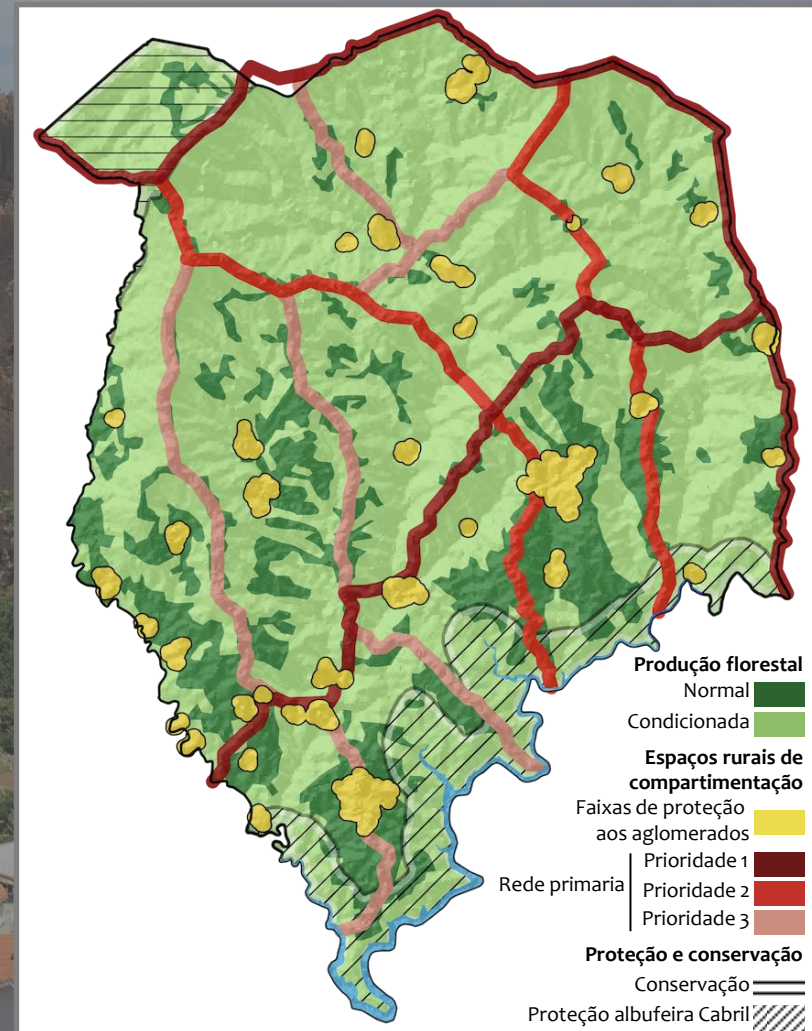 Produção florestal
Normal
Condicionada
Espaços rurais de
compartimentação
Faixas de proteção
aos aglomerados
Rede primaria
Prioridade 1
Prioridade 2
Prioridade 3
Proteção e conservação
Conservação
Proteção albufeira Cabril